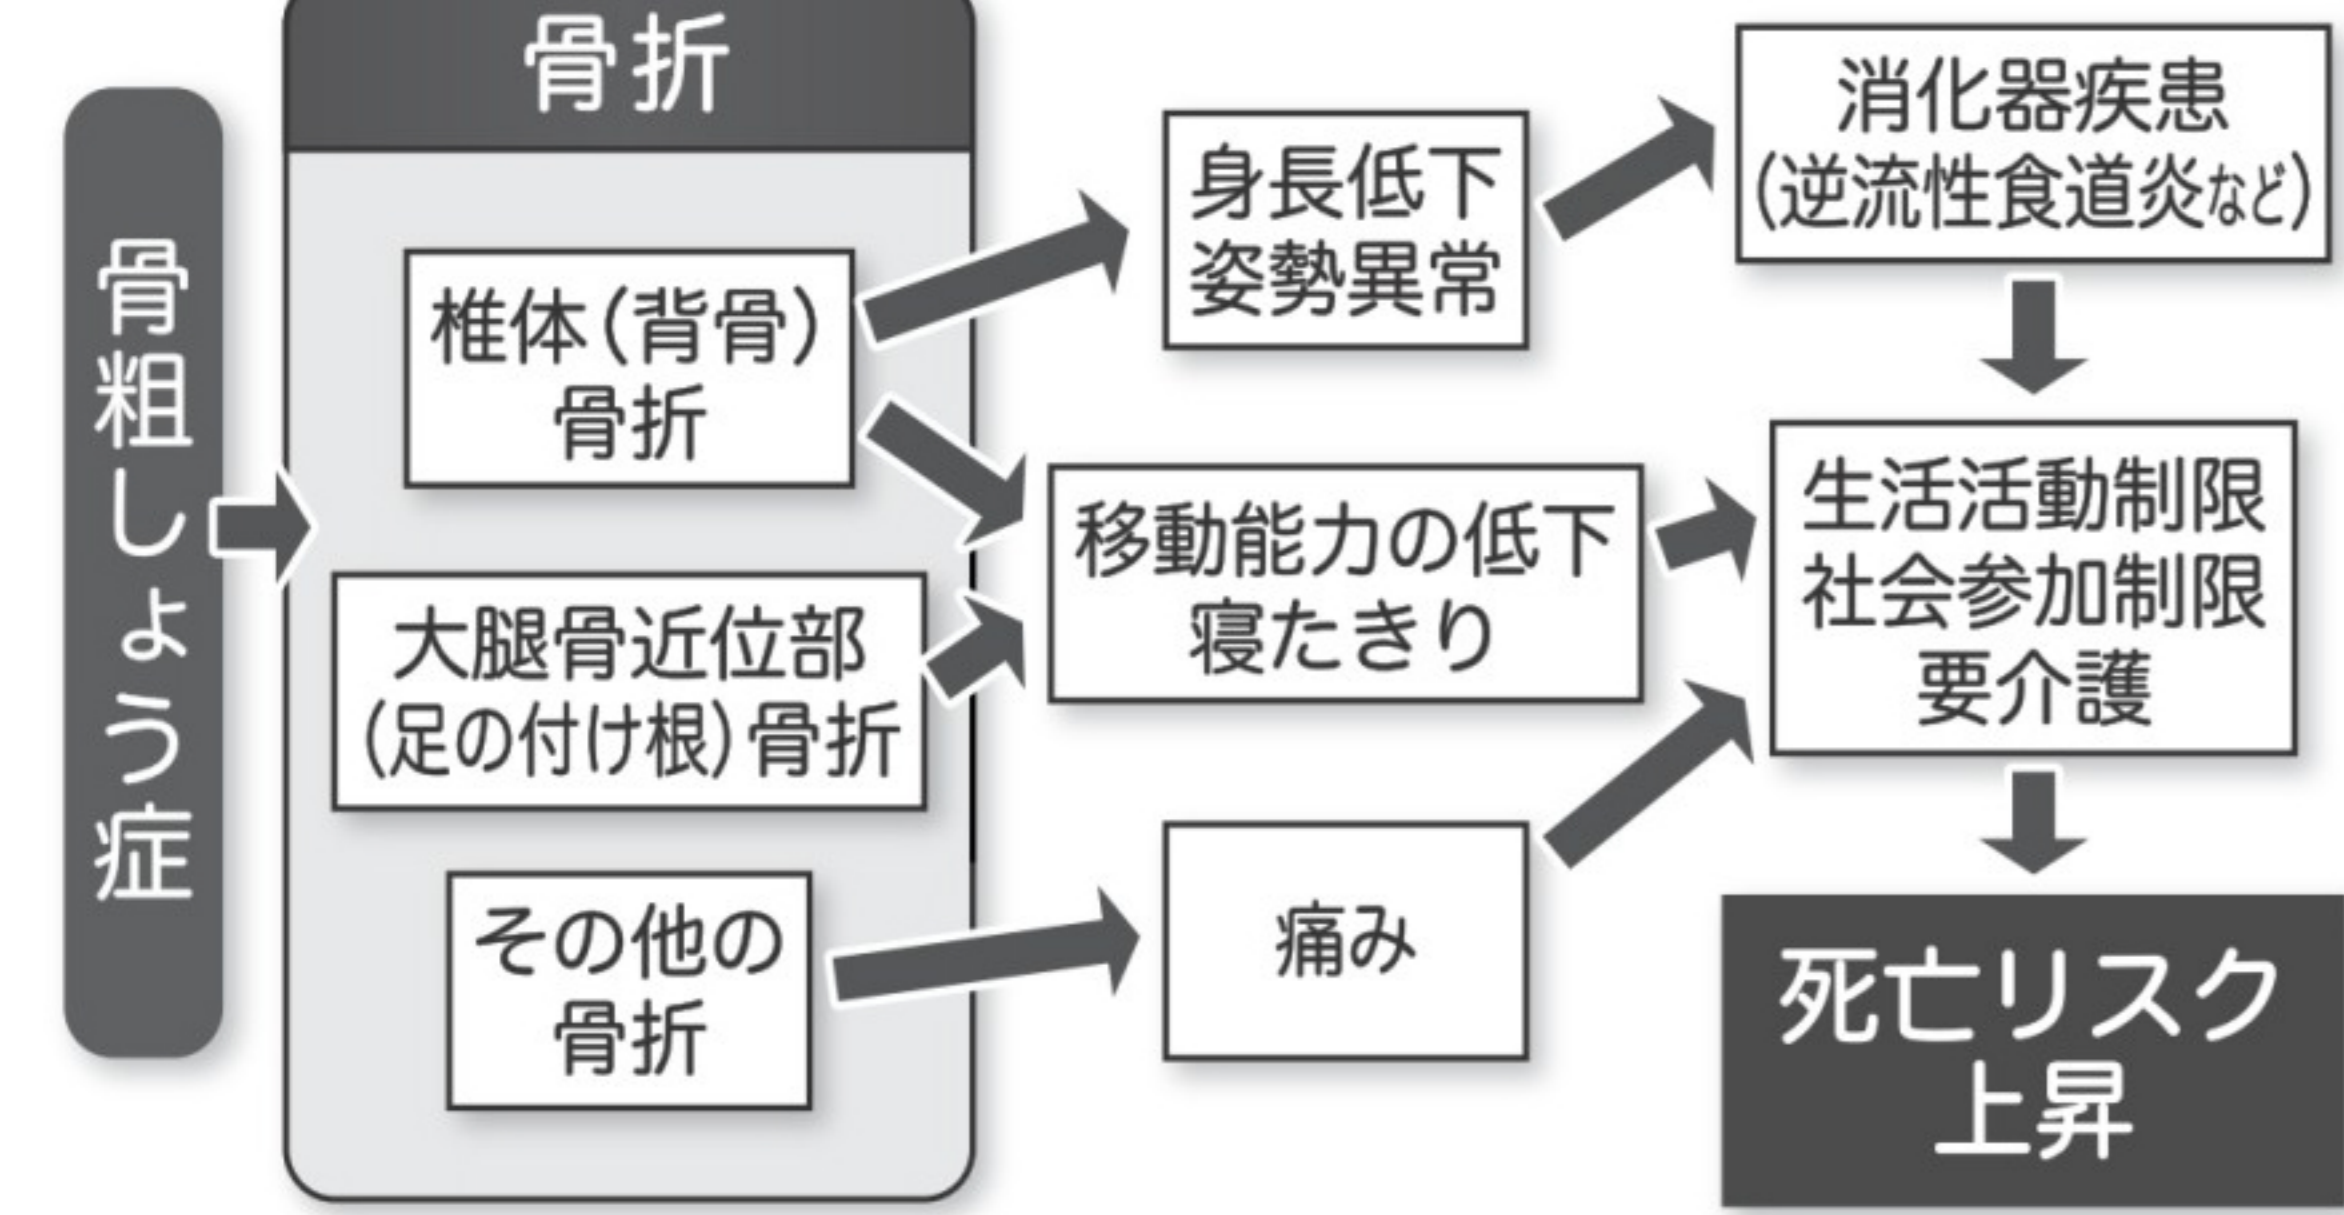 骨粗しょう症
骨折
椎体(背骨)
骨折
大腿骨近位部
(足の付け根)骨折
その他の
骨折
身長低下
姿勢異常
移動能力の低下
寝たきり
痛み
消化器疾患
(逆流性食道炎など)
生活活動制限
社会参加制限
要介護
死亡リスク
上昇